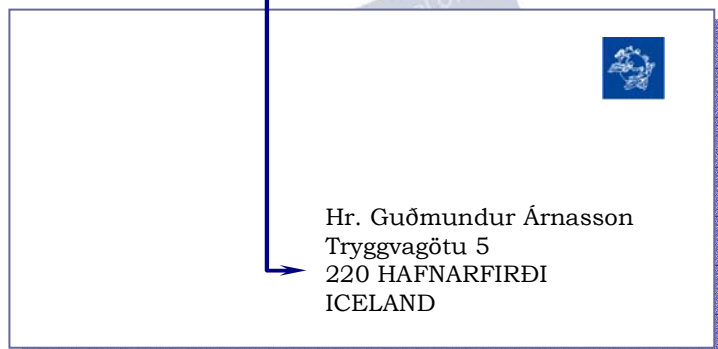 Hr. Guðmundur Árnasson
Tryggvagötu 5
220 HAFNARFIRÐI
ICELAND